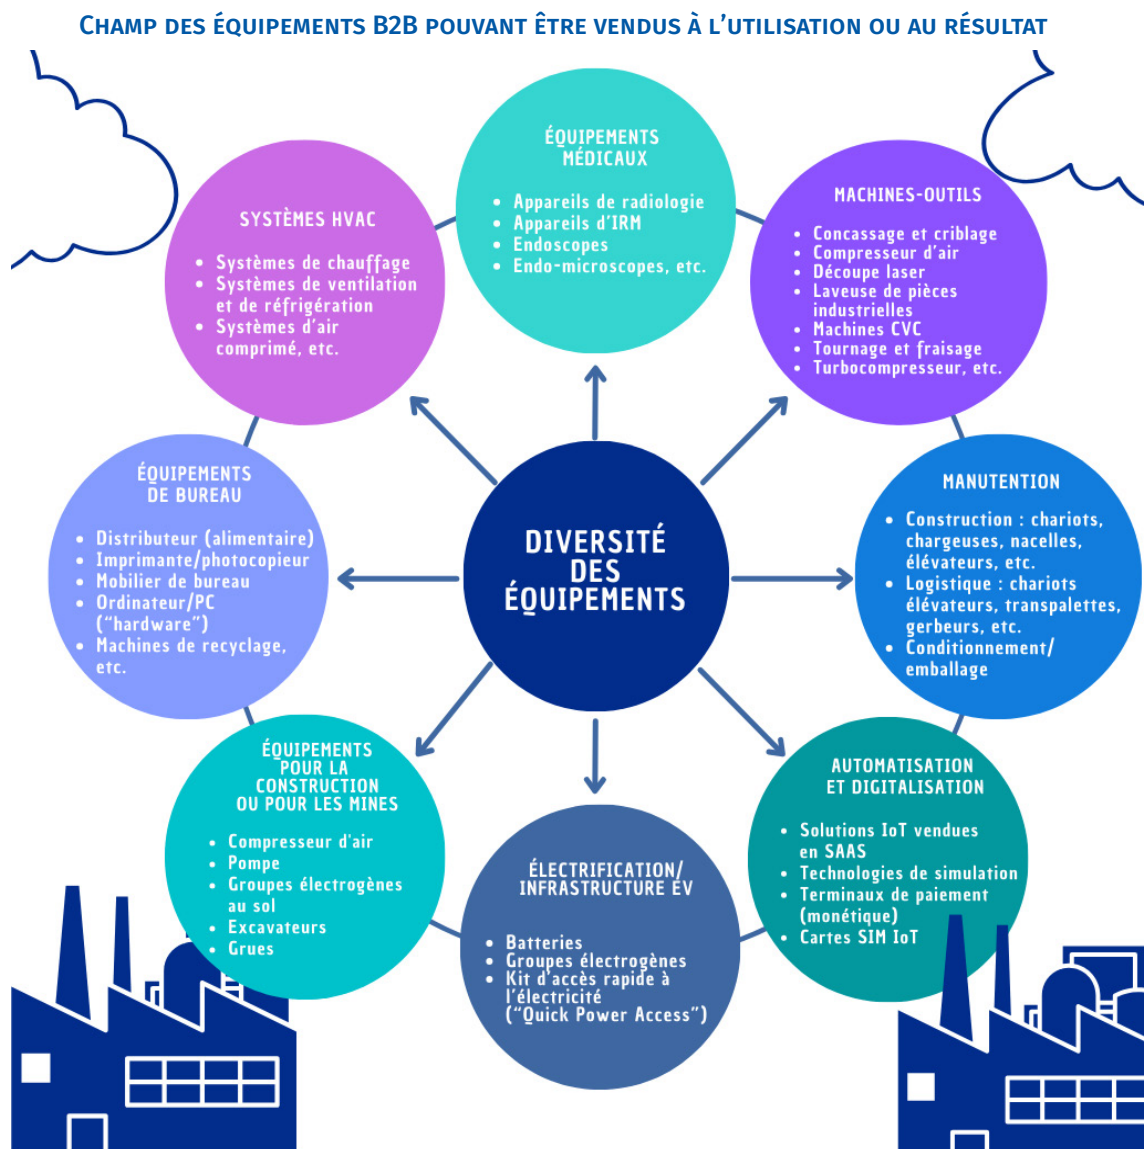 CHAMP DES ÉQUIPEMENTS B2B POUVANT ÊTRE VENDUS À L’UTILISATION OU AU RÉSULTAT
ÉQUIPEMENTS
MÉDICAUX
• Appareils de radiologie
• Appareils d’IRM
• Endoscopes
• Endo-microscopes, etc.
SYSTÈMES HVAC
• Systèmes de chauffage
• Systèmes de ventilation
et de réfrigération
• Systèmes d’air
comprimé, etc.
MACHINES-OUTILS
• Concassage et criblage
• Compresseur d’air
• Découpe laser
• Laveuse de pièces
industrielles
• Machines CVC
• Tournage et fraisage
• Turbocompresseur, etc.
ÉQUIPEMENTS
DE BUREAU
• Distributeur (alimentaire)
• Imprimante/photocopieur
• Mobilier de bureau
• Ordinateur/PC
(“hardware”)
• Machines de recyclage,
etc.
DIVERSITÉ
DES
ÉQUIPEMENTS
MANUTENTION
• Construction : chariots,
chargeuses, nacelles,
élévateurs, etc.
• Logistique : chariots
élévateurs, transpalettes,
gerbeurs, etc.
• Conditionnement/
emballage
ÉQUIPEMENTS
POUR LA
CONSTRUCTION
OU POUR LES MINES
• Compresseur d'air
• Pompe
• Groupes électrogènes
au sol
• Excavateurs
• Grues
ÉLECTRIFICATION/
INFRASTRUCTURE EV
• Batteries
• Groupes électrogènes
• Kit d’accès rapide à
l’électricité
(“Quick Power Access”)
AUTOMATISATION
ET DIGITALISATION
• Solutions IoT vendues
en SAAS
• Technologies de simulation
• Terminaux de paiement
(monétique)
• Cartes SIM IoT